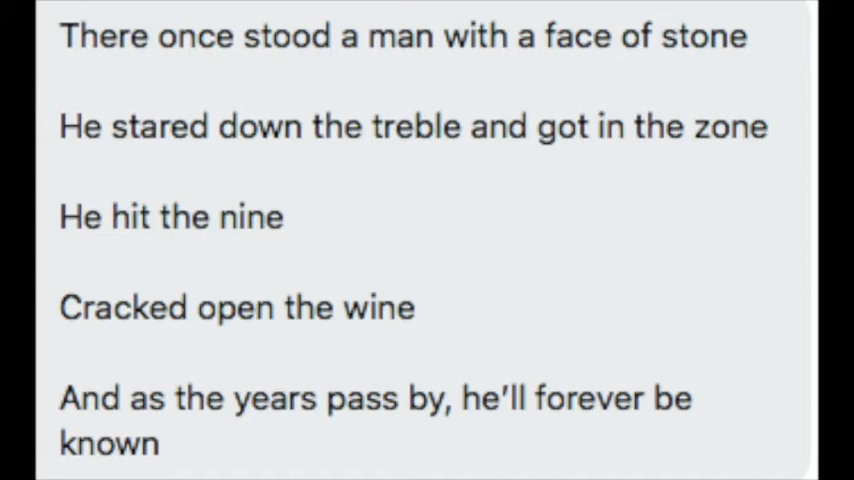 There once stood a man with a face of stone
He stared down the treble and got in the zone
He hit the nine
Cracked open the wine
And as the years pass by, he’ll forever be
known